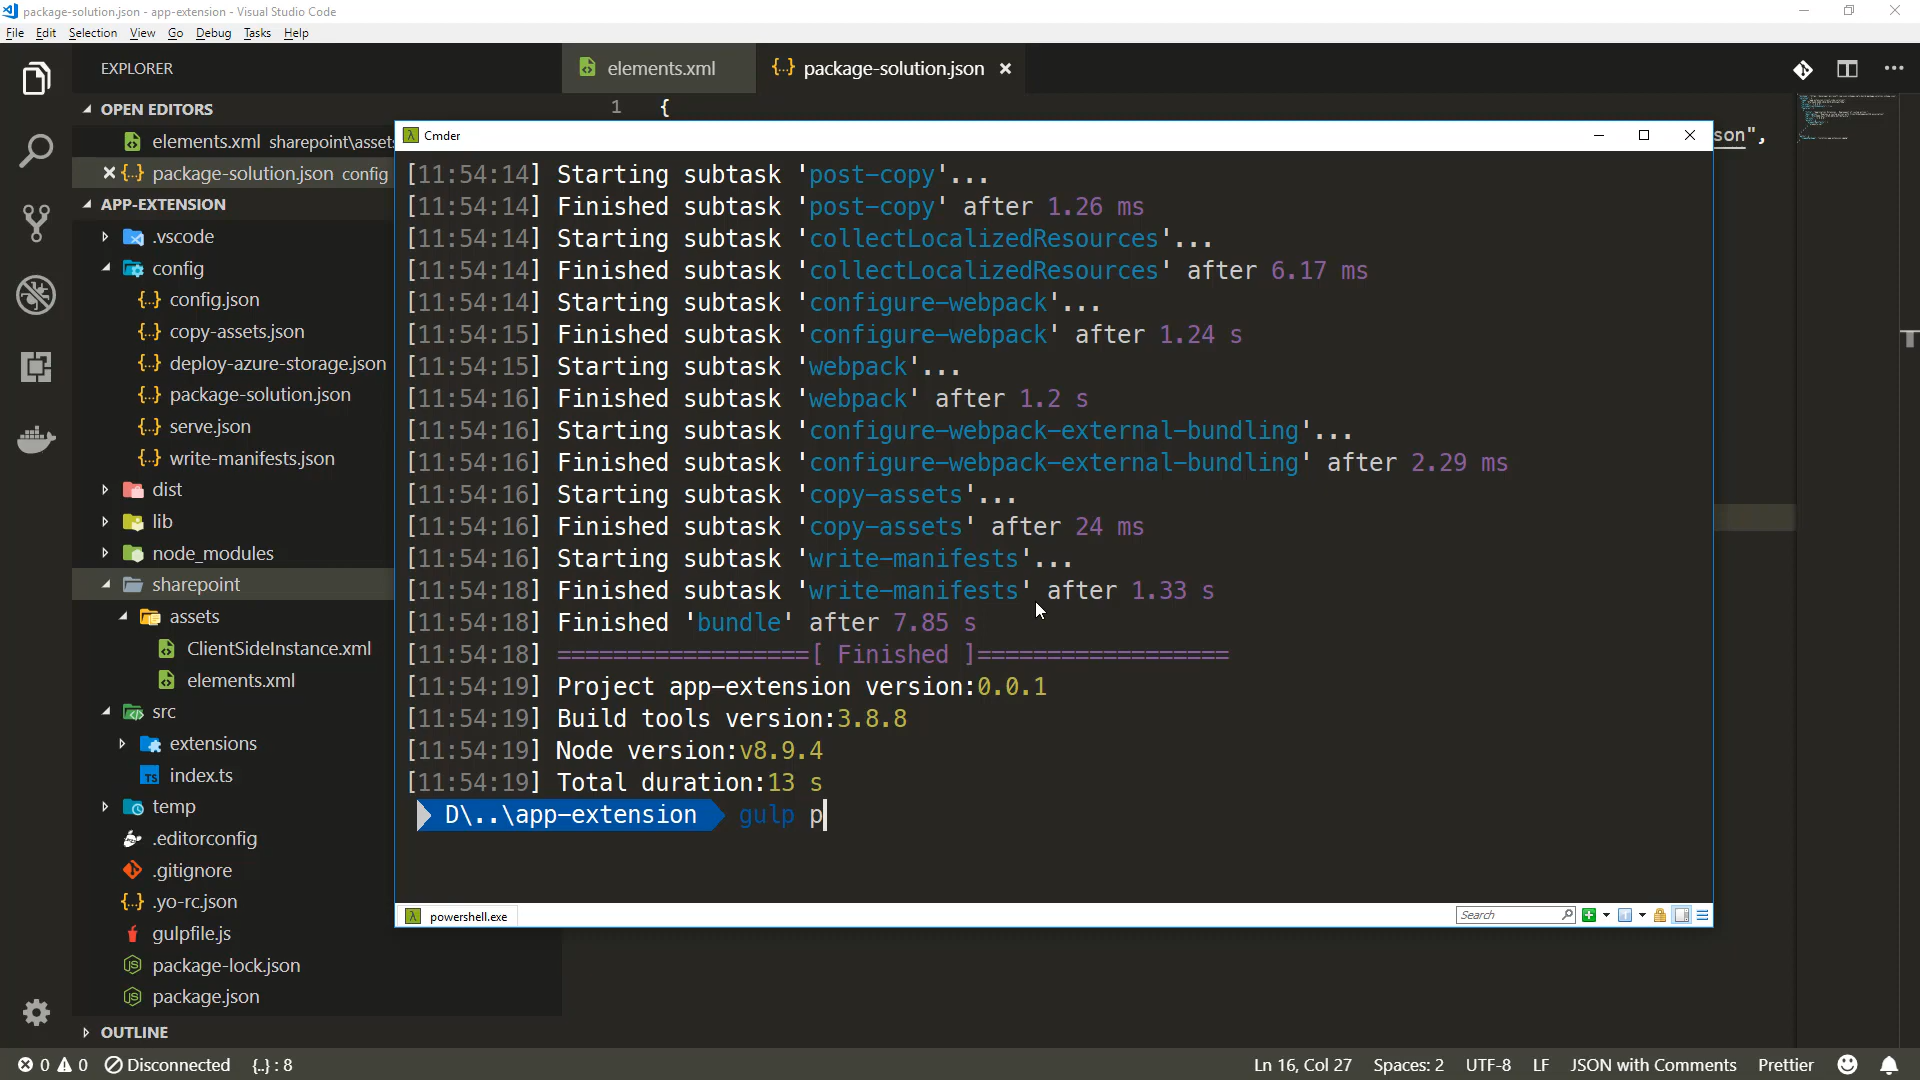 package-solution.json - app-extension - Visual Studio Code
File Edit Selection View Go Debug Tasks Help
EXPLORER
elements.xml
package-solution.json
OPEN EDITORS
elements.xml sharepoint\asset
package-solution.json config
APP-EXTENSION
.vscode
config
config.json
copy-assets.json
deploy-azure-storage.json
package-solution.json
serve.json
write-manifests.json
dist
lib
node_modules
sharepoint
assets
ClientSideInstance.xml
elements.xml
src
extensions
index.ts
temp
.editorconfig
.gitignore
.yo-rc.json
gulpfile.js
package-lock.json
package.json
OUTLINE
1 {
son",
Cmder
[11:54:14] Starting subtask 'post-copy'...
[11:54:14] Finished subtask 'post-copy' after 1.26 ms
[11:54:14] Starting subtask 'collectLocalizedResources'...
[11:54:14] Finished subtask 'collectLocalizedResources' after 6.17 ms
[11:54:14] Starting subtask 'configure-webpack'...
[11:54:15] Finished subtask 'configure-webpack' after 1.24 s
[11:54:15] Starting subtask 'webpack'...
[11:54:16] Finished subtask 'webpack' after 1.2 s
[11:54:16] Starting subtask 'configure-webpack-external-bundling'...
[11:54:16] Finished subtask 'configure-webpack-external-bundling' after 2.29 ms
[11:54:16] Starting subtask 'copy-assets'...
[11:54:16] Finished subtask 'copy-assets' after 24 ms
[11:54:16] Starting subtask 'write-manifests'...
[11:54:18] Finished subtask 'write-manifests' after 1.33 s
[11:54:18] Finished 'bundle' after 7.85 s
[11:54:18] ==================[ Finished ]==================
[11:54:19] Project app-extension version:0.0.1
[11:54:19] Build tools version:3.8.8
[11:54:19] Node version:v8.9.4
[11:54:19] Total duration:13 s
D\..\app-extension gulp p
powershell.exe
Search
0 0 Disconnected {..} : 8
Ln 16, Col 27 Spaces: 2 UTF-8 LF JSON with Comments Prettier